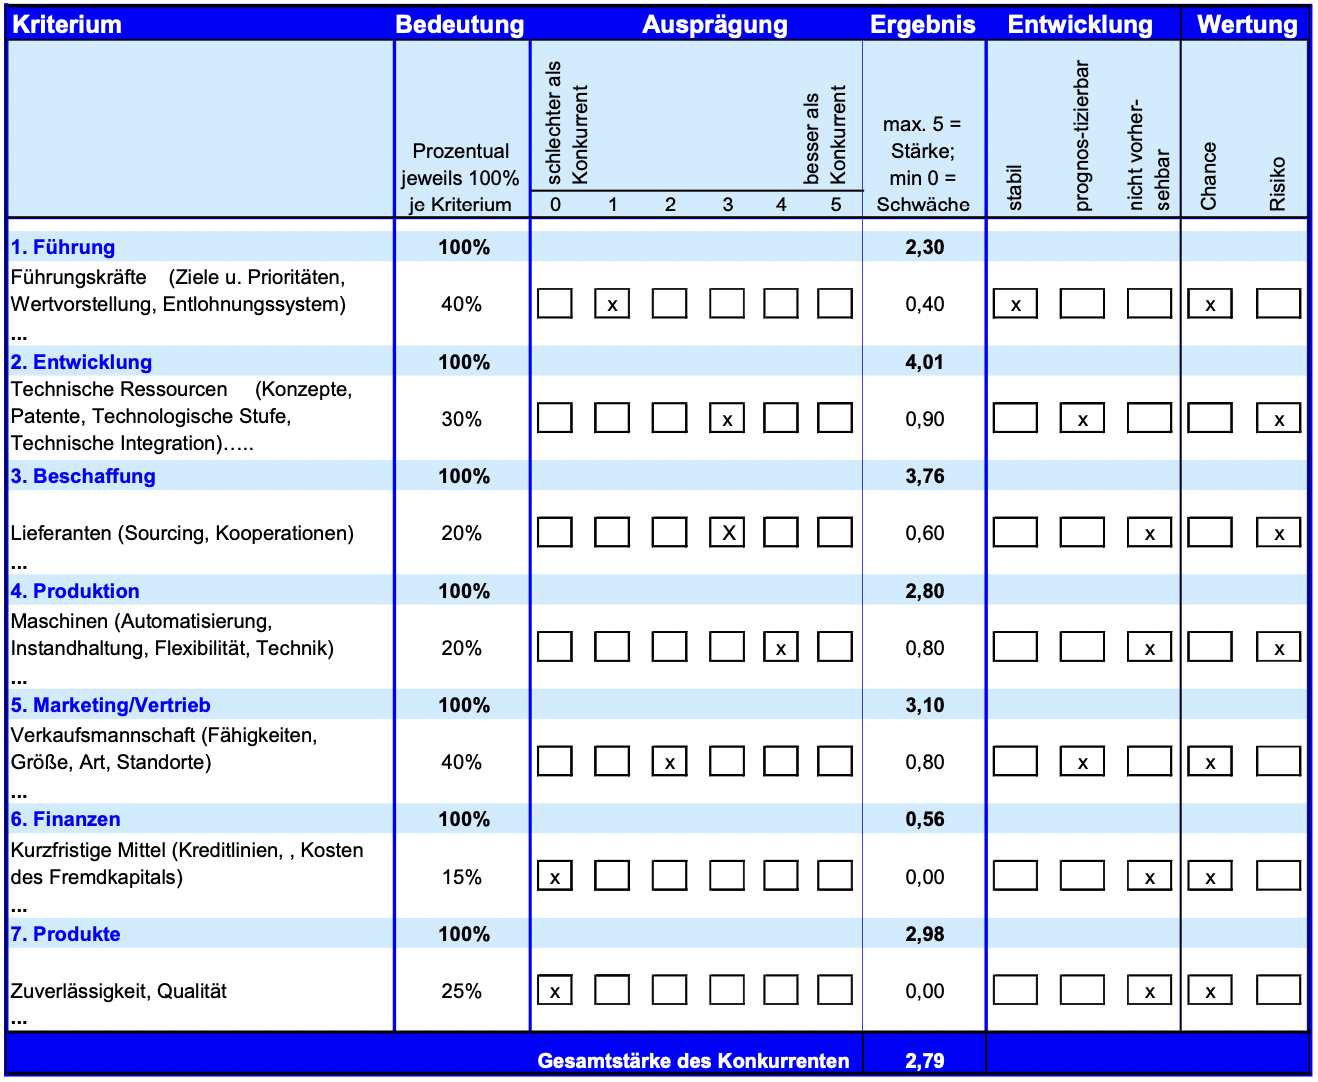 Kriterium Bedeutung Ausprägung Ergebnis Entwicklung Wertung
schlechter als
Konkurrent
besser als
Konkurrent
Prozentual
jeweils 100%
je Kriterium
0 1 2 3 4 5
max. 5 =
Stärke;
min 0 =
Schwäche
stabil
prognos-tizierbar
nicht vorher-
sehbar
Chance
Risiko
1. Führung 100% 2,30
Führungskräfte (Ziele u. Prioritäten,
Wertvorstellung, Entlohnungssystem) 40% x 0,40 x x
...
2. Entwicklung 100% 4,01
Technische Ressourcen (Konzepte,
Patente, Technologische Stufe, 30% x 0,90 x x
Technische Integration)…..
3. Beschaffung 100% 3,76
Lieferanten (Sourcing, Kooperationen) 20% X 0,60 x x
...
4. Produktion 100% 2,80
Maschinen (Automatisierung,
Instandhaltung, Flexibilität, Technik) 20% x 0,80 x x
...
5. Marketing/Vertrieb 100% 3,10
Verkaufsmannschaft (Fähigkeiten,
Größe, Art, Standorte) 40% x 0,80 x x
...
6. Finanzen 100% 0,56
Kurzfristige Mittel (Kreditlinien, , Kosten
des Fremdkapitals) 15% x 0,00 x x
...
7. Produkte 100% 2,98
Zuverlässigkeit, Qualität 25% x 0,00 x x
...
Gesamtstärke des Konkurrenten 2,79